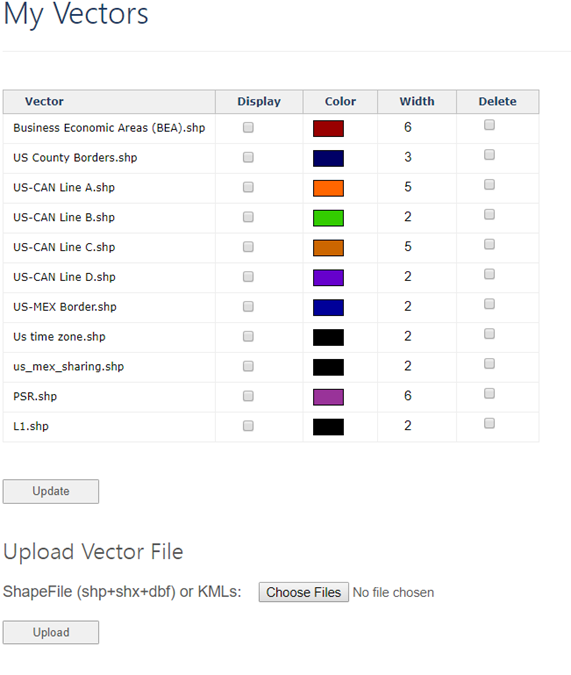 My Vectors
Vector Display Color Width Delete
Business Economic Areas (BEA).shp 6
US County Borders.shp 3
US-CAN Line A.shp 5
US-CAN Line B.shp 2
US-CAN Line C.shp 5
US-CAN Line D.shp 2
US-MEX Border.shp 2
Us time zone.shp 2
us_mex_sharing.shp 2
PSR.shp 6
L1.shp 2
Update
Upload Vector File
ShapeFile (shp+shx+dbf) or KMLs: Choose Files No file chosen
Upload